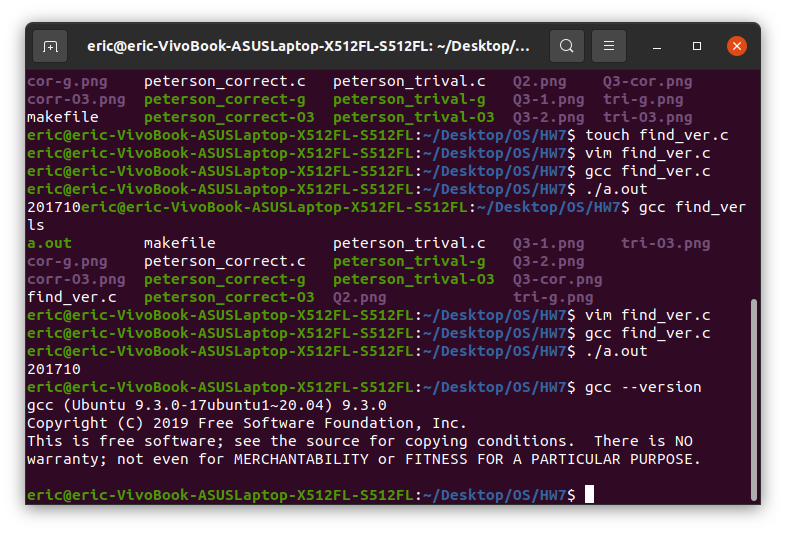 eric@eric-VivoBook-ASUSLaptop-X512FL-S512FL: ~/Desktop/...
cor-g.png peterson_correct.c peterson_trival.c Q2.png Q3-cor.png
corr-O3.png peterson_correct-g peterson_trival-g Q3-1.png tri-g.png
makefile peterson_correct-O3 peterson_trival-O3 Q3-2.png tri-O3.png
eric@eric-VivoBook-ASUSLaptop-X512FL-S512FL:~/Desktop/OS/HW7$ touch find_ver.c
eric@eric-VivoBook-ASUSLaptop-X512FL-S512FL:~/Desktop/OS/HW7$ vim find_ver.c
eric@eric-VivoBook-ASUSLaptop-X512FL-S512FL:~/Desktop/OS/HW7$ gcc find_ver.c
eric@eric-VivoBook-ASUSLaptop-X512FL-S512FL:~/Desktop/OS/HW7$ ./a.out
201710eric@eric-VivoBook-ASUSLaptop-X512FL-S512FL:~/Desktop/OS/HW7$ gcc find_ver
ls
a.out makefile peterson_trival.c Q3-1.png tri-O3.png
cor-g.png peterson_correct.c peterson_trival-g Q3-2.png
corr-O3.png peterson_correct-g peterson_trival-O3 Q3-cor.png
find_ver.c peterson_correct-O3 Q2.png tri-g.png
eric@eric-VivoBook-ASUSLaptop-X512FL-S512FL:~/Desktop/OS/HW7$ vim find_ver.c
eric@eric-VivoBook-ASUSLaptop-X512FL-S512FL:~/Desktop/OS/HW7$ gcc find_ver.c
eric@eric-VivoBook-ASUSLaptop-X512FL-S512FL:~/Desktop/OS/HW7$ ./a.out
201710
eric@eric-VivoBook-ASUSLaptop-X512FL-S512FL:~/Desktop/OS/HW7$ gcc --version
gcc (Ubuntu 9.3.0-17ubuntu1~20.04) 9.3.0
Copyright (C) 2019 Free Software Foundation, Inc.
This is free software; see the source for copying conditions. There is NO
warranty; not even for MERCHANTABILITY or FITNESS FOR A PARTICULAR PURPOSE.
eric@eric-VivoBook-ASUSLaptop-X512FL-S512FL:~/Desktop/OS/HW7$